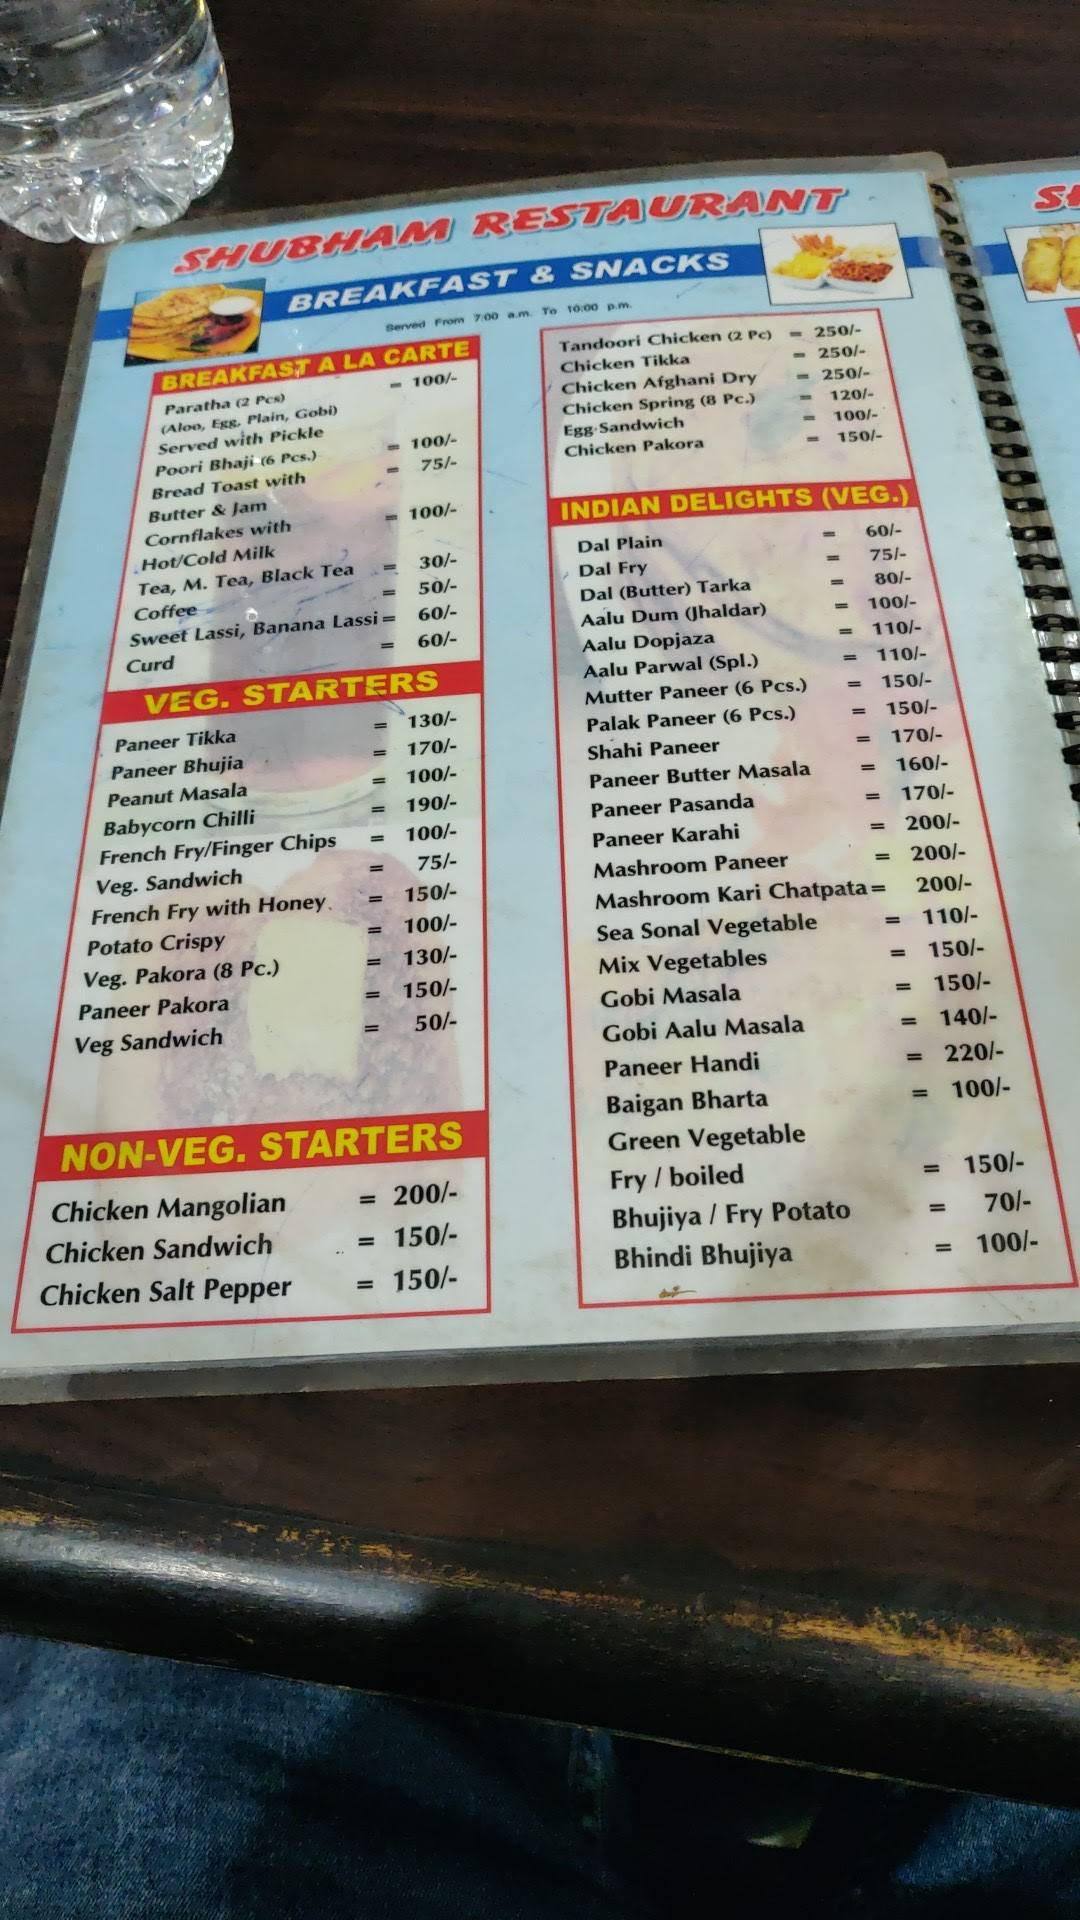 SHUBHAM RESTAURANT
BREAKFAST & SNACKS
Served From 7:00 a.m. To 10:00 p.m.
BREAKFAST A LA CARTE
Paratha (2 Pcs) = 100/-
(Aloo, Egg, Plain, Gobi)
Served with Pickle
Poori Bhaji (6 Pcs.) = 100/-
Bread Toast with = 75/-
Butter & Jam
Cornflakes with = 100/-
Hot/Cold Milk
Tea, M. Tea, Black Tea = 30/-
Coffee = 50/-
Sweet Lassi, Banana Lassi = 60/-
Curd = 60/-
VEG. STARTERS
Paneer Tikka = 130/-
Paneer Bhujia = 170/-
Peanut Masala = 100/-
Babycorn Chilli = 190/-
French Fry/Finger Chips = 100/-
Veg. Sandwich = 75/-
French Fry with Honey. = 150/-
Potato Crispy = 100/-
Veg. Pakora (8 Pc.) = 130/-
Paneer Pakora = 150/-
Veg Sandwich = 50/-
NON-VEG. STARTERS
Chicken Mangolian = 200/-
Chicken Sandwich = 150/-
Chicken Salt Pepper = 150/-
Tandoori Chicken (2 Pc) = 250/-
Chicken Tikka = 250/-
Chicken Afghani Dry = 250/-
Chicken Spring (8 Pc.) = 120/-
Egg Sandwich = 100/-
Chicken Pakora = 150/-
INDIAN DELIGHTS (VEG.)
Dal Plain = 60/-
Dal Fry = 75/-
Dal (Butter) Tarka = 80/-
Aalu Dum (Jhaldar) = 100/-
Aalu Dopjaza = 110/-
Aalu Parwal (Spl.) = 110/-
Mutter Paneer (6 Pcs.) = 150/-
Palak Paneer (6 Pcs.) = 150/-
Shahi Paneer = 170/-
Paneer Butter Masala = 160/-
Paneer Pasanda = 170/-
Paneer Karahi = 200/-
Mashroom Paneer = 200/-
Mashroom Kari Chatpata = 200/-
Sea Sonal Vegetable = 110/-
Mix Vegetables = 150/-
Gobi Masala = 150/-
Gobi Aalu Masala = 140/-
Paneer Handi = 220/-
Baigan Bharta = 100/-
Green Vegetable
Fry / boiled = 150/-
Bhujiya / Fry Potato = 70/-
Bhindi Bhujiya = 100/-